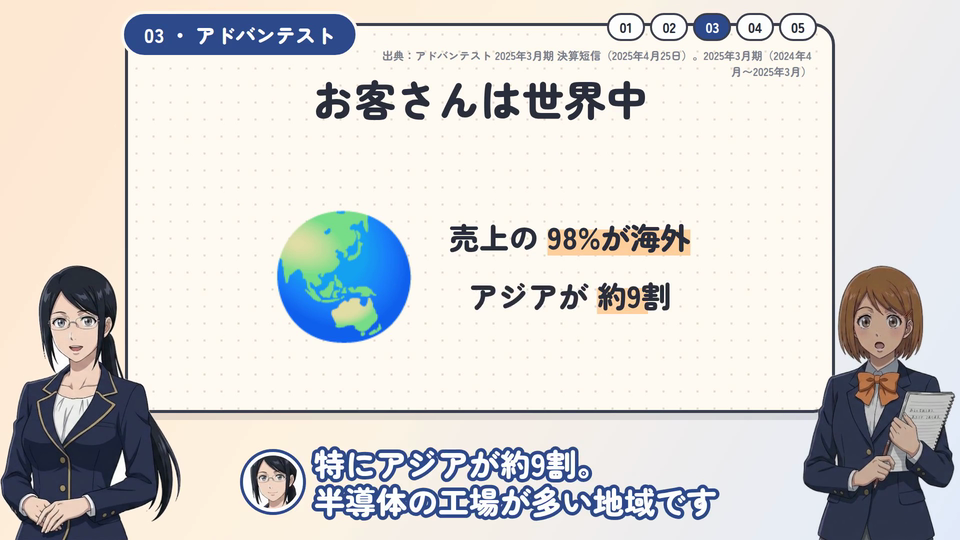 03 ・ アドバンテスト
01 02 03 04 05
出典：アドバンテスト 2025年3月期 決算短信（2025年4月25日）。2025年3月期（2024年4
月〜2025年3月）
お客さんは世界中
売上の 98%が海外
アジアが 約9割
特にアジアが約9割。
半導体の工場が多い地域です